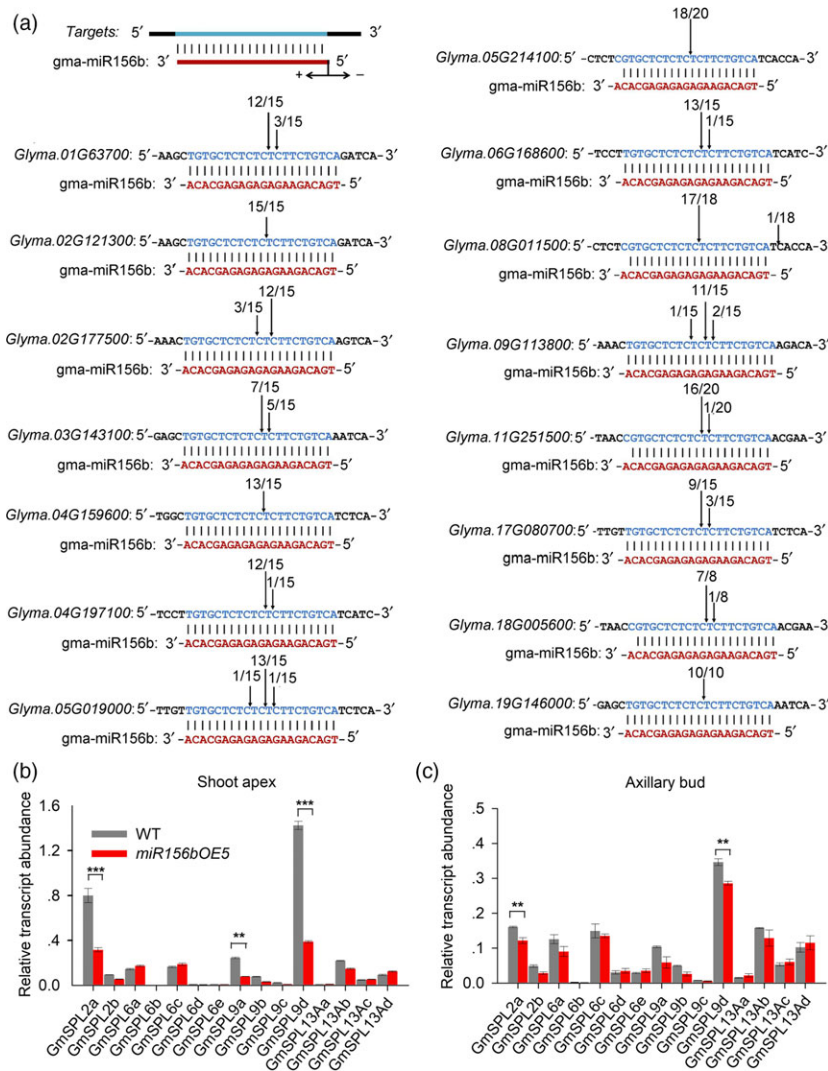 (a)
Targets: 5′ 3′
gma-miR156b: 3′ 5′
+ −
12/15
3/15
Glyma.01G63700: 5′-AAGCTGTGCTCTCTCTCTTCTGTCAGATCA-3′
gma-miR156b: 3′-ACACGAGAGAGAGAAGACAGT-5′
15/15
Glyma.02G121300: 5′-AAGCTGTGCTCTCTCTCTTCTGTCAGATCA-3′
gma-miR156b: 3′-ACACGAGAGAGAGAAGACAGT-5′
12/15
3/15
Glyma.02G177500: 5′-AAACTGTGCTCTCTCTCTTCTGTCAAGTCA-3′
gma-miR156b: 3′-ACACGAGAGAGAGAAGACAGT-5′
7/15
5/15
Glyma.03G143100: 5′-GAGCTGTGCTCTCTCTCTTCTGTCAAATCA-3′
gma-miR156b: 3′-ACACGAGAGAGAGAAGACAGT-5′
13/15
Glyma.04G159600: 5′-TGGCTGTGCTCTCTCTCTTCTGTCATCTCA-3′
gma-miR156b: 3′-ACACGAGAGAGAGAAGACAGT-5′
12/15
1/15
Glyma.04G197100: 5′-TCCTTGTGCTCTCTCTCTTCTGTCATCATC-3′
gma-miR156b: 3′-ACACGAGAGAGAGAAGACAGT-5′
13/15
1/15 1/15
Glyma.05G019000: 5′-TTGTTGTGCTCTCTCTCTTCTGTCATCTCA-3′
gma-miR156b: 3′-ACACGAGAGAGAGAAGACAGT-5′
18/20
Glyma.05G214100: 5′-CTCTCGTGCTCTCTCTCTTCTGTCATCACCA-3′
gma-miR156b: 3′-ACACGAGAGAGAGAAGACAGT-5′
13/15
1/15
Glyma.06G168600: 5′-TCCTTGTGCTCTCTCTCTTCTGTCATCATC-3′
gma-miR156b: 3′-ACACGAGAGAGAGAAGACAGT-5′
17/18
1/18
Glyma.08G011500: 5′-CTCTCGTGCTCTCTCTCTTCTGTCATCACCA-3′
gma-miR156b: 3′-ACACGAGAGAGAGAAGACAGT-5′
11/15
1/15 2/15
Glyma.09G113800: 5′-AAACTGTGCTCTCTCTCTTCTGTCAAGACA-3′
gma-miR156b: 3′-ACACGAGAGAGAGAAGACAGT-5′
16/20
1/20
Glyma.11G251500: 5′-TAACCGTGCTCTCTCTCTTCTGTCAACGAA-3′
gma-miR156b: 3′-ACACGAGAGAGAGAAGACAGT-5′
9/15
3/15
Glyma.17G080700: 5′-TTGTTGTGCTCTCTCTCTTCTGTCATCTCA-3′
gma-miR156b: 3′-ACACGAGAGAGAGAAGACAGT-5′
7/8
1/8
Glyma.18G005600: 5′-TAACCGTGCTCTCTCTCTTCTGTCAACGAA-3
gma-miR156b: 3′-ACACGAGAGAGAGAAGACAGT-5′
10/10
Glyma.19G146000: 5′-GAGCTGTGCTCTCTCTCTTCTGTCAAATCA-3′
gma-miR156b: 3′-ACACGAGAGAGAGAAGACAGT-5′
(b)
Shoot apex
Relative transcript abundance
1.6
1.2
.8
.4
0
WT
miR156bOE5
***
**
***
GmSPL2a GmSPL2b GmSPL6a GmSPL6b GmSPL6c GmSPL6d GmSPL6e GmSPL9a GmSPL9b GmSPL9c GmSPL9d GmSPL13Aa GmSPL13Ab GmSPL13Ac GmSPL13Ad
(c)
Axillary bud
Relative transcript abundance
.5
.4
.3
.2
.1
0
**
**
GmSPL2a GmSPL2b GmSPL6a GmSPL6b GmSPL6c GmSPL6d GmSPL6e GmSPL9a GmSPL9b GmSPL9c GmSPL9d GmSPL13Aa GmSPL13Ab GmSPL13Ac GmSPL13Ad